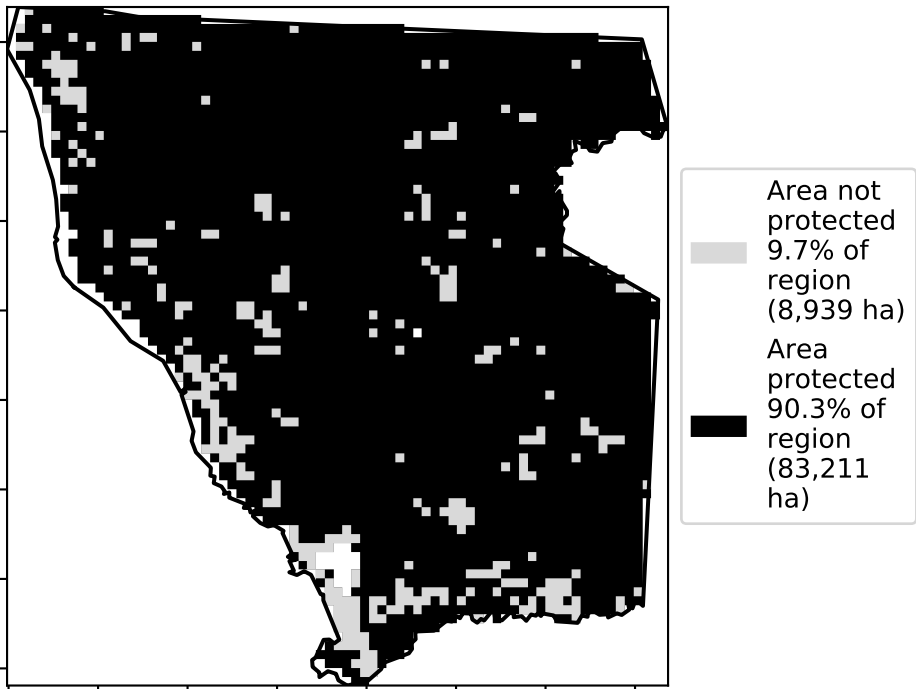 Area not
protected
9.7% of
region
(8,939 ha)
Area
protected
90.3% of
region
(83,211
ha)